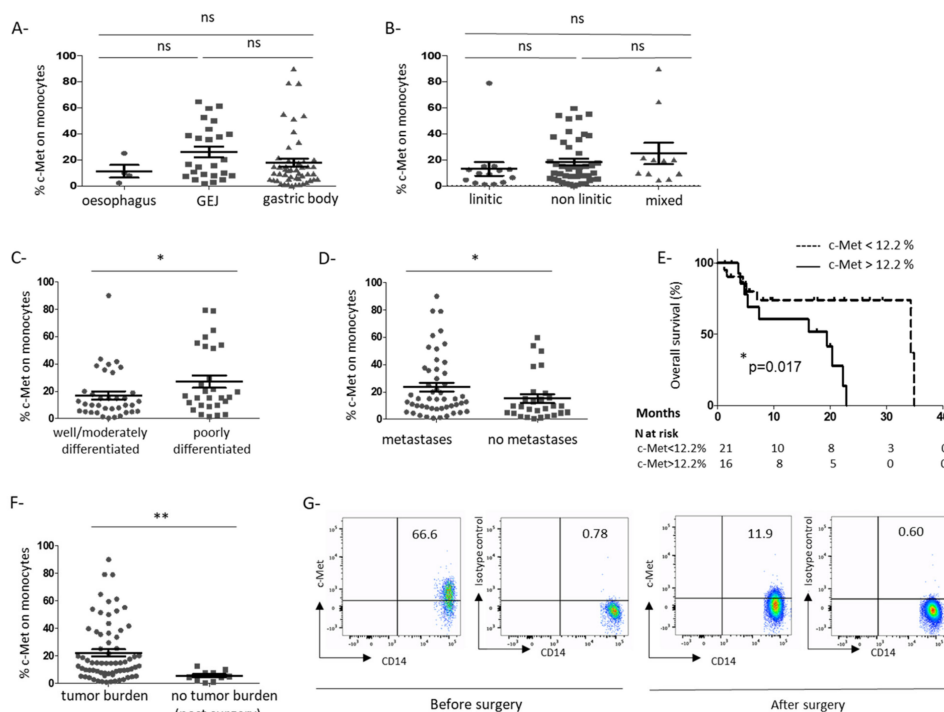 A-
ns
ns
ns
% c-Met on monocytes
100
80
60
40
20
0
oesophagus
GEJ
gastric body
B-
ns
ns
ns
% c-Met on monocytes
100
80
60
40
20
0
linitic
non linitic
mixed
C-
*
% c-Met on monocytes
100
80
60
40
20
0
well/moderately
differentiated
poorly
differentiated
D-
*
% c-Met on monocytes
100
80
60
40
20
0
metastases
no metastases
E-
c-Met < 12.2 %
c-Met > 12.2 %
Overall survival (%)
100
50
0
*
p=0.017
Months
0 10 20 30 40
N at risk
c-Met<12.2% 21 10 8 3 0
c-Met>12.2% 16 8 5 0 0
F-
**
% c-Met on monocytes
100
80
60
40
20
0
tumor burden
no tumor burden
(post surgery)
G-
c-Met
66.6
CD14
Isotype control
0.78
CD14
Before surgery
c-Met
11.9
CD14
Isotype control
0.60
CD14
After surgery